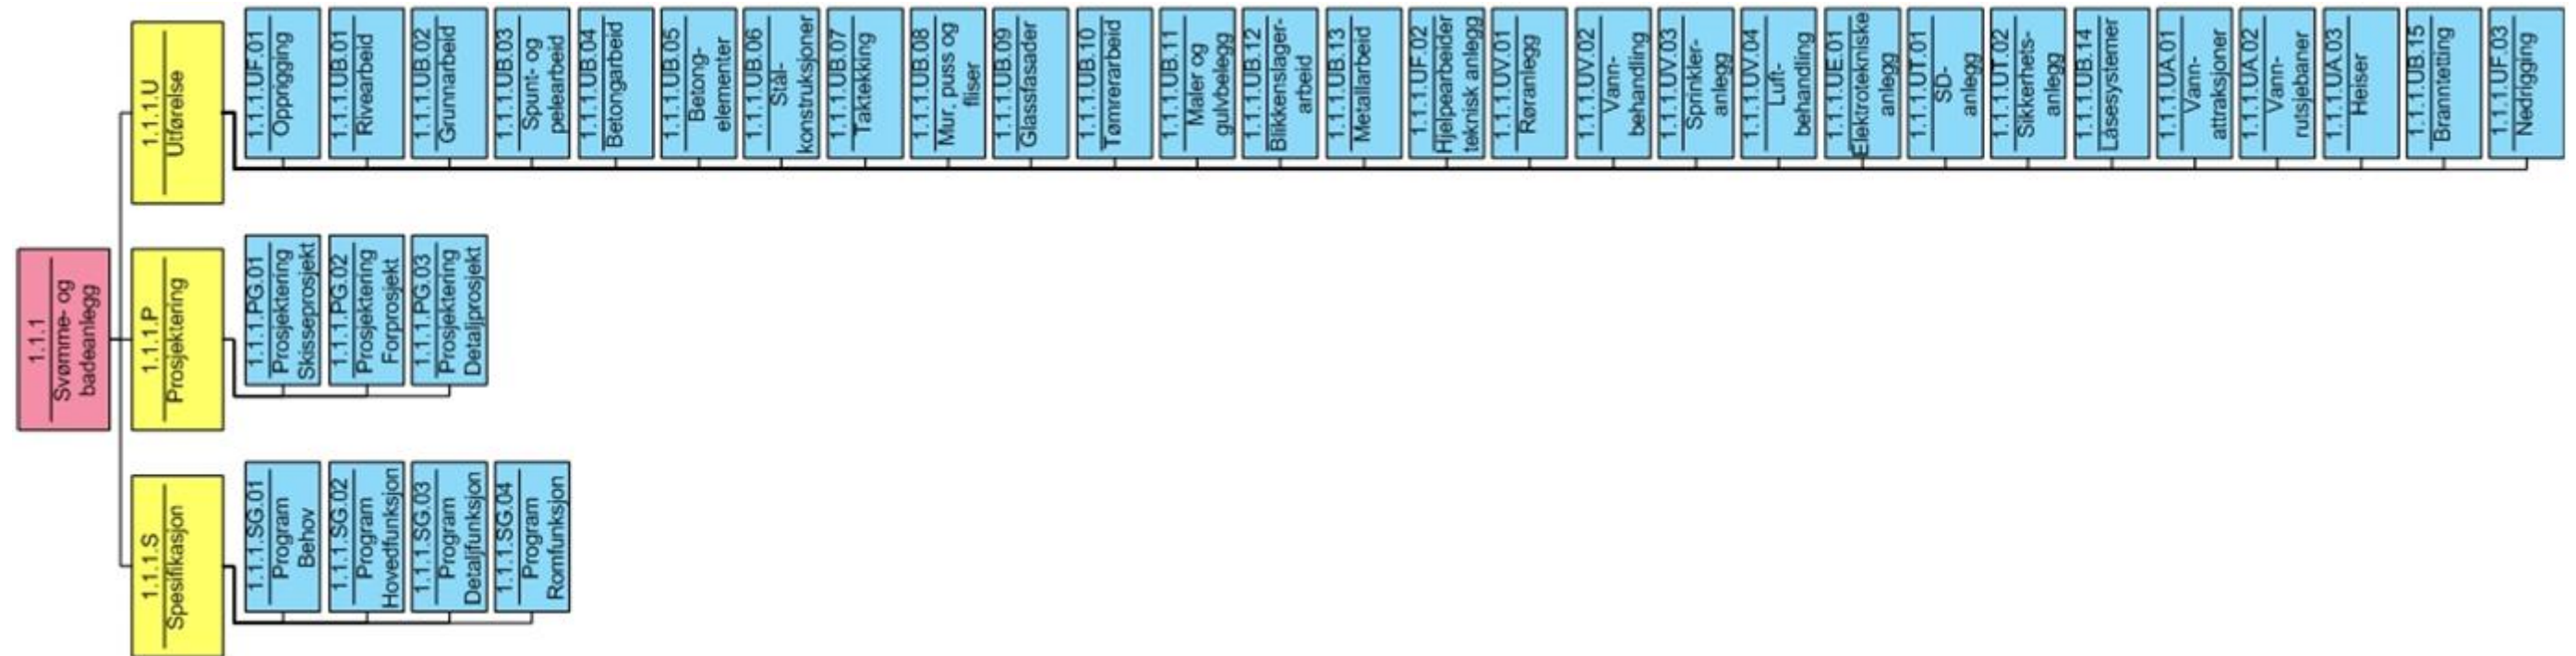 1.1.1
Svømme- og
badeanlegg
1.1.1.S
Spesifikasjon
1.1.1.SG.01
Program
Behov
1.1.1.SG.02
Program
Hovedfunksjon
1.1.1.SG.03
Program
Detaljfunksjon
1.1.1.SG.04
Program
Romfunksjon
1.1.1.P
Prosjektering
1.1.1.PG.01
Prosjektering
Skisseprosjekt
1.1.1.PG.02
Prosjektering
Forprosjekt
1.1.1.PG.03
Prosjektering
Detaljprosjekt
1.1.1.U
Utførelse
1.1.1.UF.01
Opprigging
1.1.1.UB.01
Rivearbeid
1.1.1.UB.02
Grunnarbeid
1.1.1.UB.03
Spunt- og
pelearbeid
1.1.1.UB.04
Betongarbeid
1.1.1.UB.05
Betong-
elementer
1.1.1.UB.06
Stål-
konstruksjoner
1.1.1.UB.07
Taktekking
1.1.1.UB.08
Mur, puss og
fliser
1.1.1.UB.09
Glassfasader
1.1.1.UB.10
Tømrerarbeid
1.1.1.UB.11
Maler og
gulvbelegg
1.1.1.UB.12
Blikkenslager-
arbeid
1.1.1.UB.13
Metallarbeid
1.1.1.UF.02
Hjelpearbeider
teknisk anlegg
1.1.1.UV.01
Røranlegg
1.1.1.UV.02
Vann-
behandling
1.1.1.UV.03
Sprinkler-
anlegg
1.1.1.UV.04
Luft-
behandling
1.1.1.UE.01
Elektrotekniske
anlegg
1.1.1.UT.01
SD-
anlegg
1.1.1.UT.02
Sikkerhets-
anlegg
1.1.1.UB.14
Låsesystemer
1.1.1.UA.01
Vann-
attraksjoner
1.1.1.UA.02
Vann-
rutsjebaner
1.1.1.UA.03
Heiser
1.1.1.UB.15
Branntetting
1.1.1.UF.03
Nedrigging